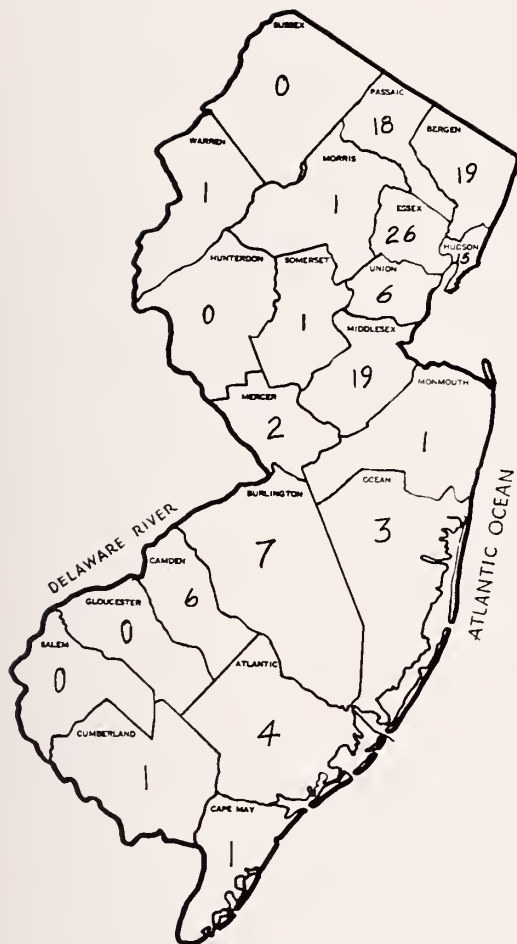 SUSSEX
0
PASSAIC
18
BERGEN
19
WARREN
1
MORRIS
1
ESSEX
26
HUDSON
15
HUNTERDON
0
SOMERSET
1
UNION
6
MIDDLESEX
19
MERCER
2
MONMOUTH
1
OCEAN
3
BURLINGTON
7
DELAWARE RIVER
ATLANTIC OCEAN
CAMDEN
6
GLOUCESTER
0
SALEM
0
ATLANTIC
4
CUMBERLAND
1
CAPE MAY
1